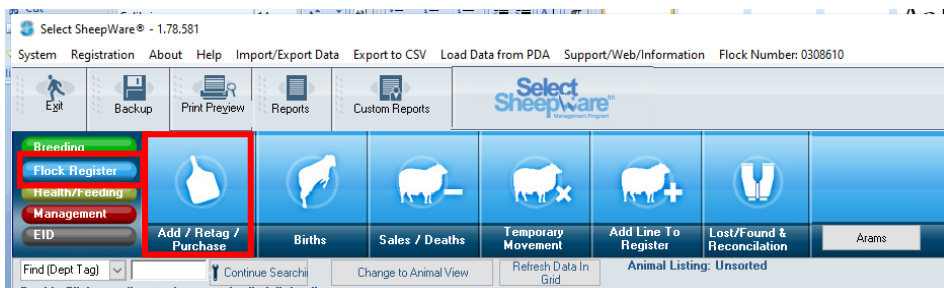 Select SheepWare® - 1.78.581
System Registration About Help Import/Export Data Export to CSV Load Data from PDA Support/Web/Information Flock Number: 0308610
Exit Backup Print Preview Reports Custom Reports
Select
SheepWare™
Management Program
Breeding
Flock Register
Health/Feeding
Management
EID
Add / Retag /
Purchase
Births
Sales / Deaths
Temporary
Movement
Add Line To
Register
Lost/Found &
Reconcilation
Arams
Find (Dept Tag) Continue Searchi Change to Animal View
Refresh Data In
Grid
Animal Listing: Unsorted